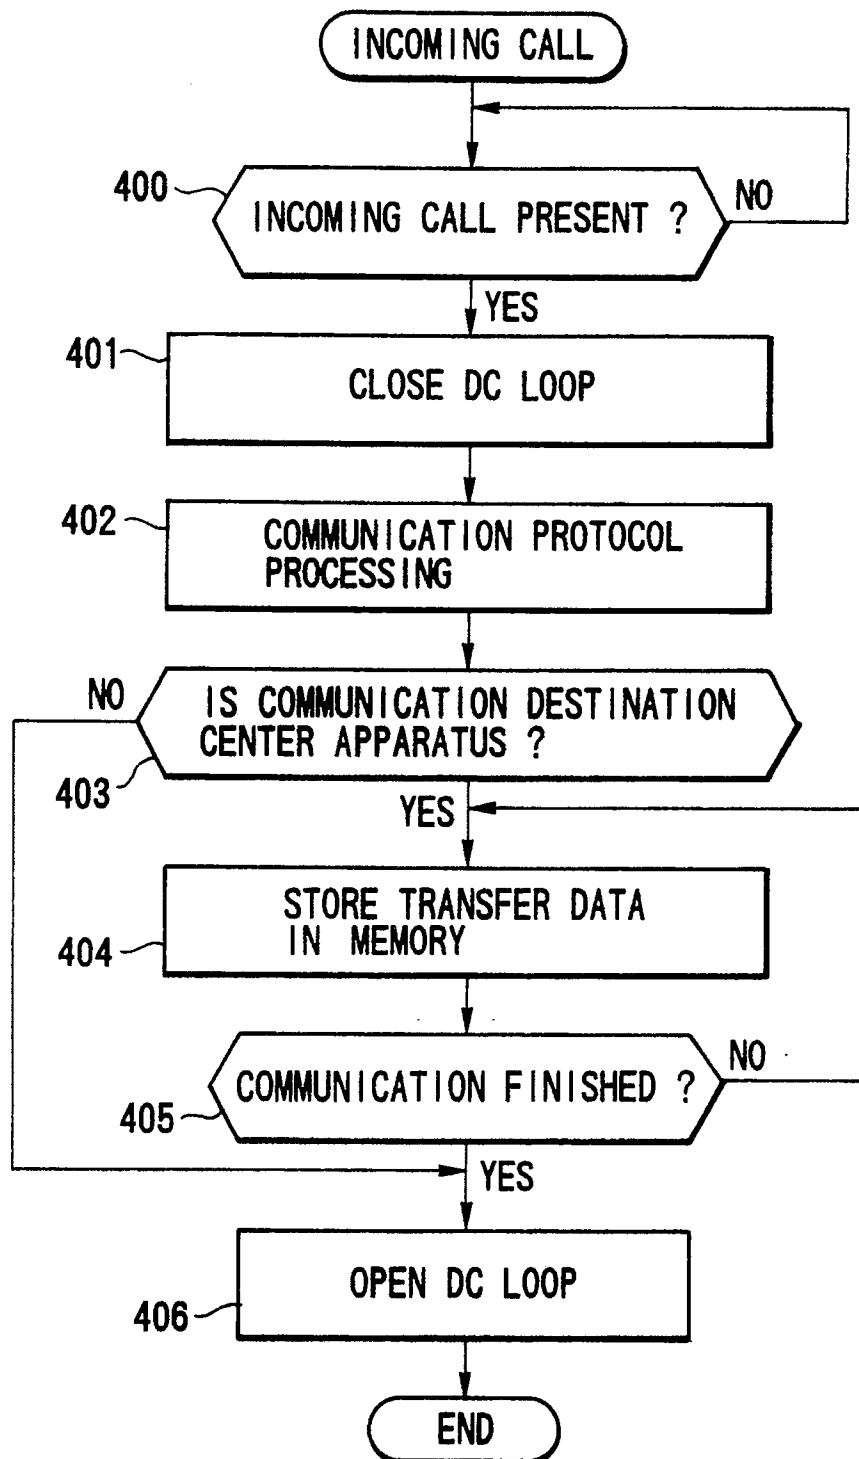 INCOMING CALL
400
INCOMING CALL PRESENT ?
NO
YES
401
CLOSE DC LOOP
402
COMMUNICATION PROTOCOL
PROCESSING
NO
IS COMMUNICATION DESTINATION
CENTER APPARATUS ?
403
YES
STORE TRANSFER DATA
IN MEMORY
404
NO
COMMUNICATION FINISHED ?
405
YES
OPEN DC LOOP
406
END